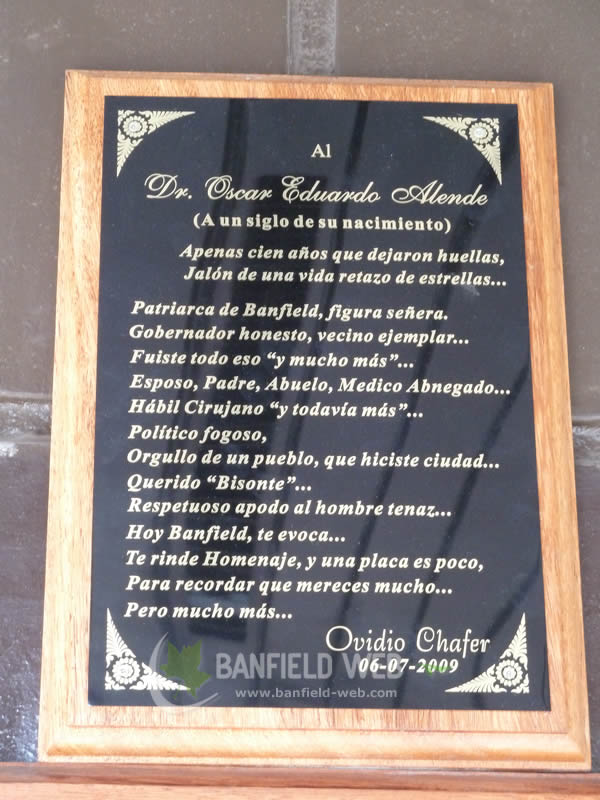 Al
Dr. Oscar Eduardo Alende
(A un siglo de su nacimiento)
Apenas cien años que dejaron huellas,
Jalón de una vida retazo de estrellas...
Patriarca de Banfield, figura señera.
Gobernador honesto, vecino ejemplar...
Fuiste todo eso “y mucho más”...
Esposo, Padre, Abuelo, Medico Abnegado...
Hábil Cirujano “y todavía más”...
Político fogoso,
Orgullo de un pueblo, que hiciste ciudad...
Querido “Bisonte”...
Respetuoso apodo al hombre tenaz...
Hoy Banfield, te evoca...
Te rinde Homenaje, y una placa es poco,
Para recordar que mereces mucho...
Pero mucho más...
Ovidio Chafer
06-07-2009
BANFIELD WEB
www.banfield-web.com